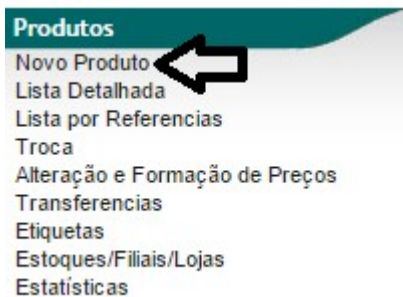 Produtos
Novo Produto
Lista Detalhada
Lista por Referencias
Troca
Alteração e Formação de Preços
Transferencias
Etiquetas
Estoques/Filiais/Lojas
Estatísticas